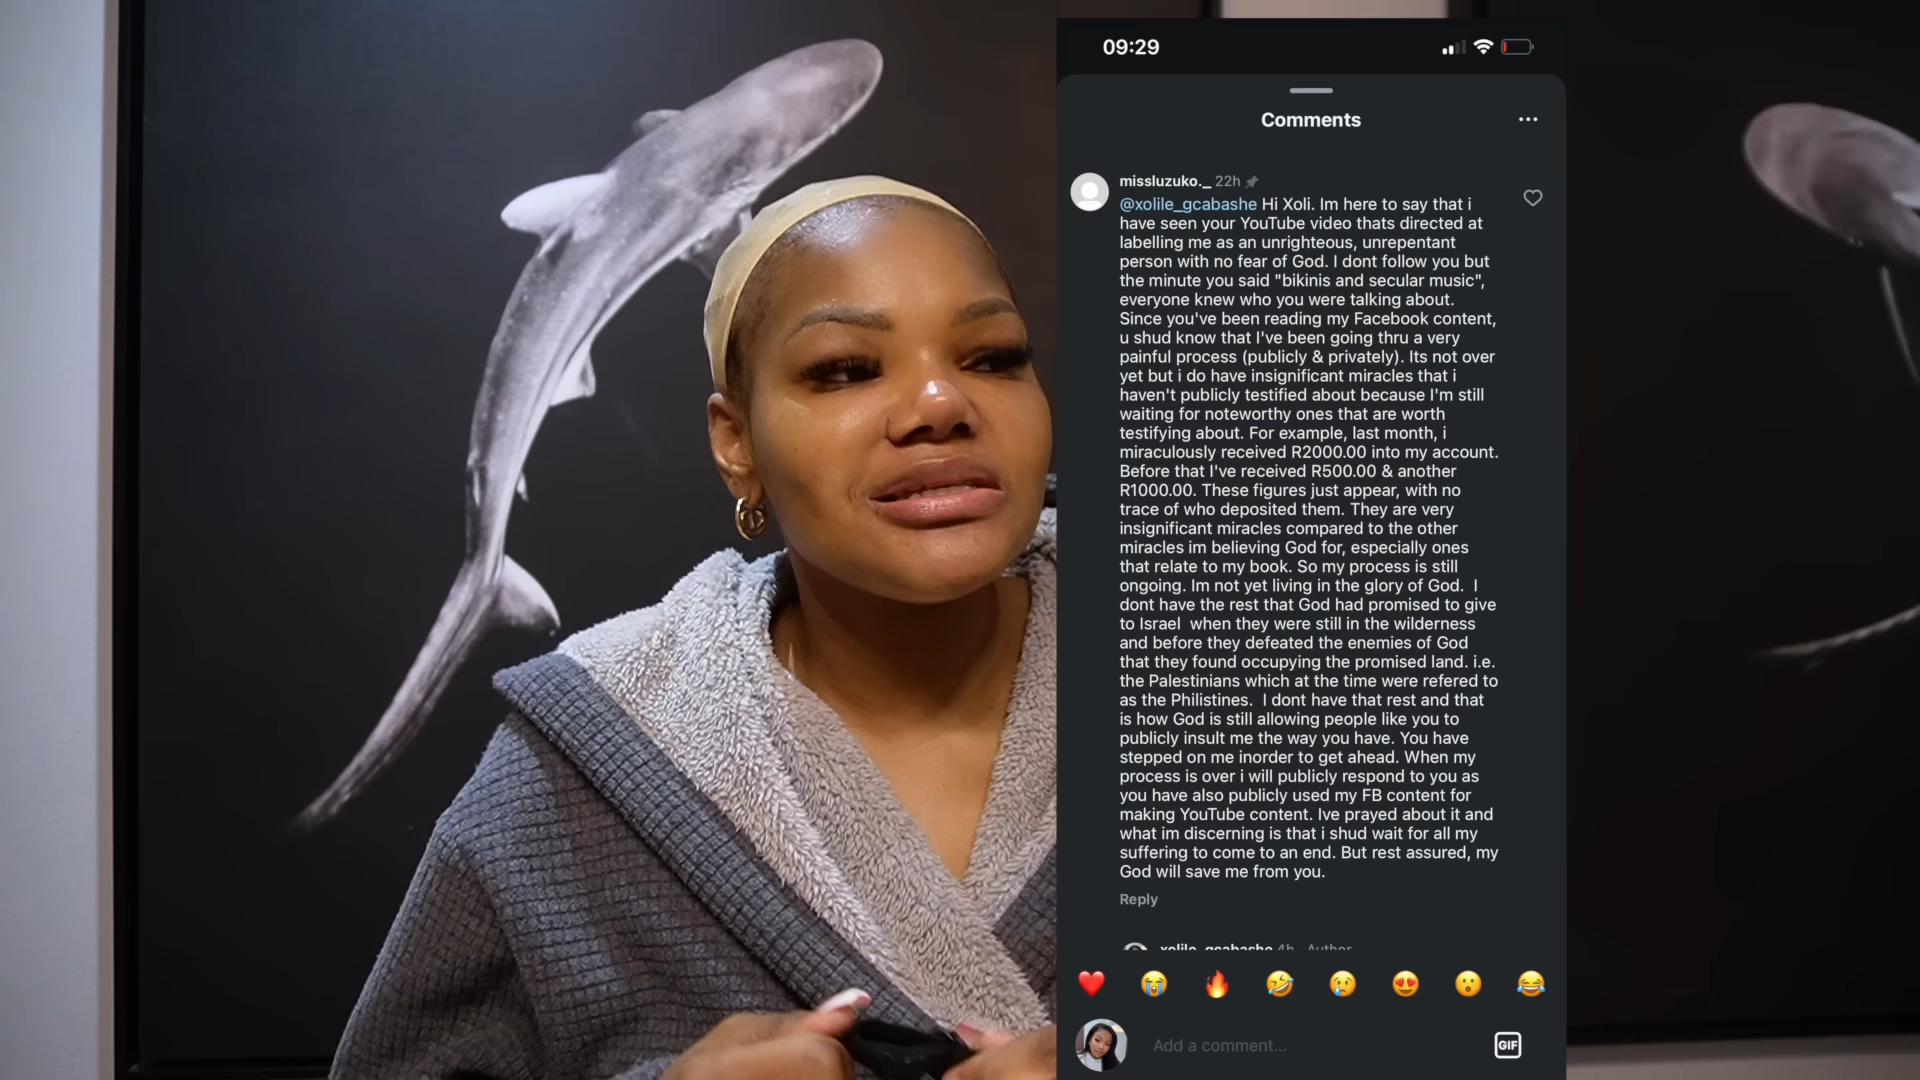 09:29
Comments
missluzuko._ 22h
@xolile_gcabashe Hi Xoli. Im here to say that i
have seen your YouTube video thats directed at
labelling me as an unrighteous, unrepentant
person with no fear of God. I dont follow you but
the minute you said "bikinis and secular music",
everyone knew who you were talking about.
Since you've been reading my Facebook content,
u shud know that I've been going thru a very
painful process (publicly & privately). Its not over
yet but i do have insignificant miracles that i
haven't publicly testified about because I'm still
waiting for noteworthy ones that are worth
testifying about. For example, last month, i
miraculously received R2000.00 into my account.
Before that I've received R500.00 & another
R1000.00. These figures just appear, with no
trace of who deposited them. They are very
insignificant miracles compared to the other
miracles im believing God for, especially ones
that relate to my book. So my process is still
ongoing. Im not yet living in the glory of God. I
dont have the rest that God had promised to give
to Israel when they were still in the wilderness
and before they defeated the enemies of God
that they found occupying the promised land. i.e.
the Palestinians which at the time were refered to
as the Philistines. I dont have that rest and that
is how God is still allowing people like you to
publicly insult me the way you have. You have
stepped on me inorder to get ahead. When my
process is over i will publicly respond to you as
you have also publicly used my FB content for
making YouTube content. Ive prayed about it and
what im discerning is that i shud wait for all my
suffering to come to an end. But rest assured, my
God will save me from you.
Reply
xolile_gcabashe 4h Author
Add a comment...
GIF